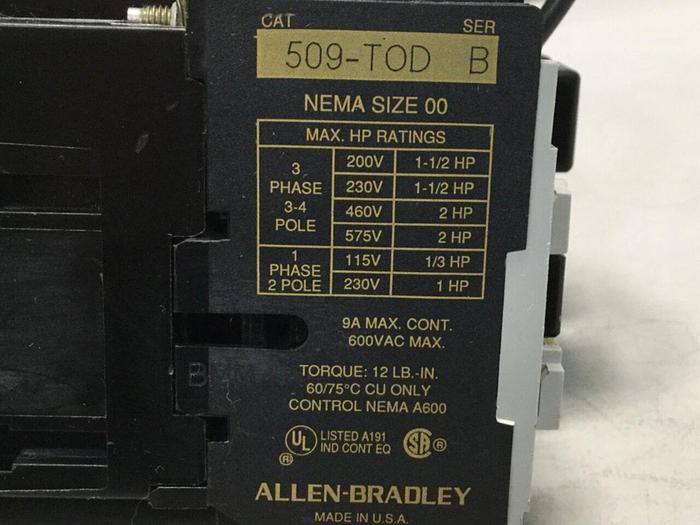 CAT SER
509-TOD B
NEMA SIZE 00
MAX. HP RATINGS
3 PHASE 3-4 POLE
200V 1-1/2 HP
230V 1-1/2 HP
460V 2 HP
575V 2 HP
1 PHASE 2 POLE
115V 1/3 HP
230V 1 HP
9A MAX. CONT.
600VAC MAX.
TORQUE: 12 LB.-IN.
60/75°C CU ONLY
CONTROL NEMA A600
UL ® LISTED A191
IND CONT EQ
SA ®
ALLEN-BRADLEY
MADE IN U.S.A.
B